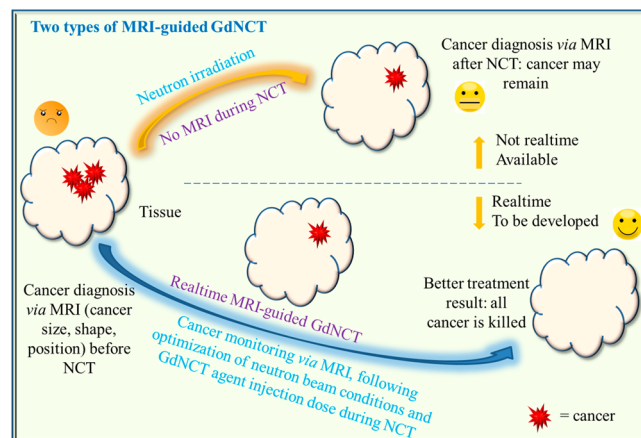 Two types of MRI-guided GdNCT
Neutron irradiation
No MRI during NCT
Cancer diagnosis via MRI
after NCT: cancer may
remain
Not realtime
Available
Tissue
Realtime
To be developed
Cancer diagnosis
via MRI (cancer
size, shape,
position) before
NCT
Realtime MRI-guided GdNCT
Cancer monitoring via MRI, following
optimization of neutron beam conditions and
GdNCT agent injection dose during NCT
Better treatment
result: all
cancer is killed
= cancer